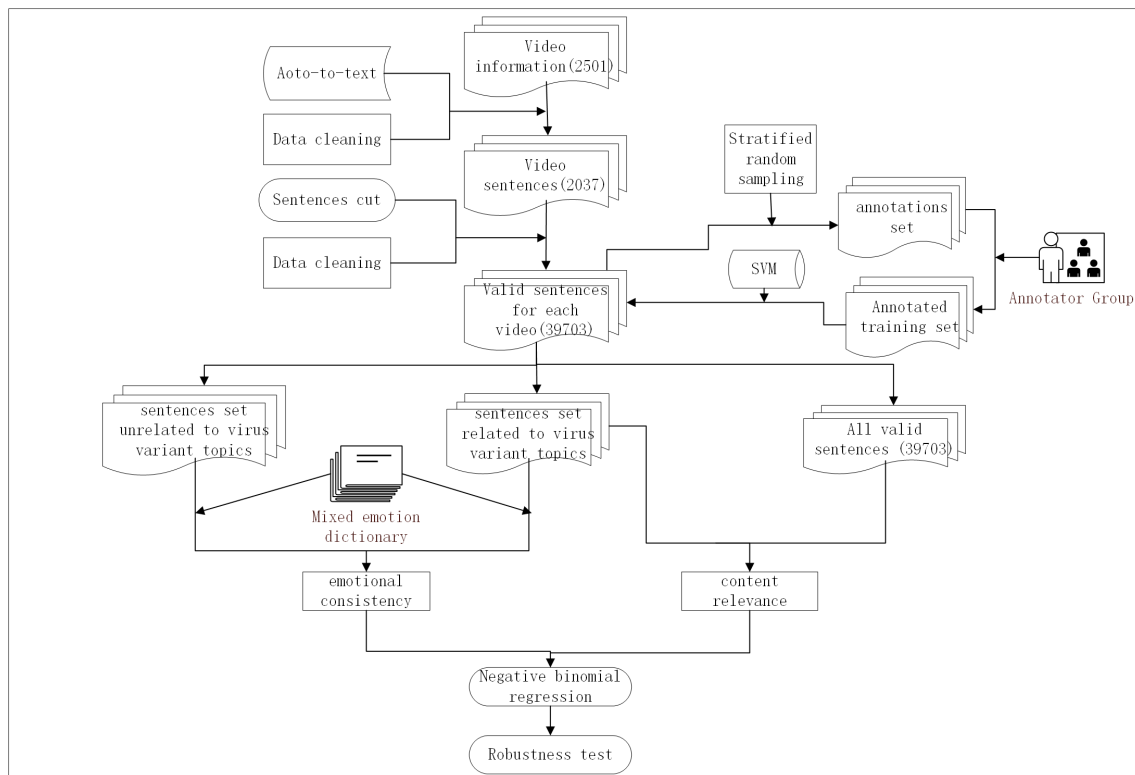 Video
information(2501)
Aoto-to-text
Data cleaning
Video
sentences(2037)
Stratified
random
sampling
Sentences cut
annotations
set
Data cleaning
SVM
Valid sentences
for each
video(39703)
Annotated
training set
Annotator Group
sentences set
unrelated to virus
variant topics
sentences set
related to virus
variant topics
All valid
sentences (39703)
Mixed emotion
dictionary
emotional
consistency
content
relevance
Negative binomial
regression
Robustness test